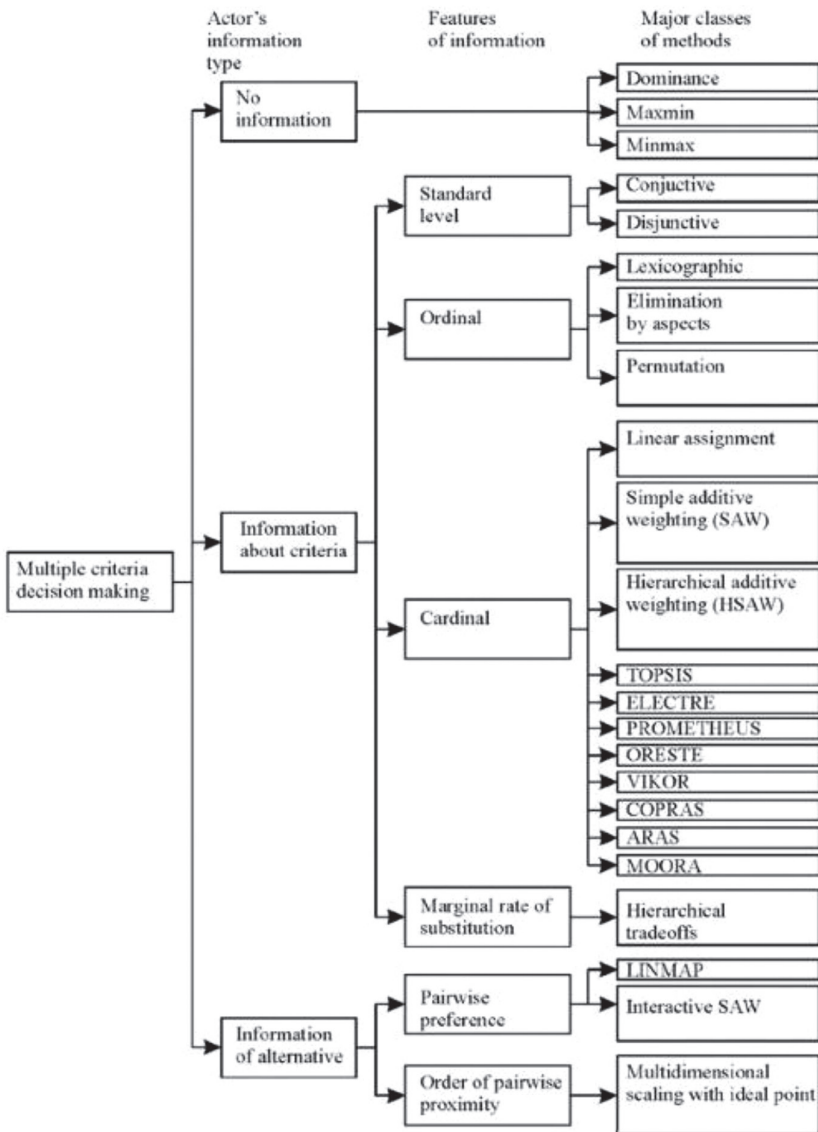 Actor's
information
type
Features
of information
Major classes
of methods
No
information
Dominance
Maxmin
Minmax
Standard
level
Conjuctive
Disjunctive
Ordinal
Lexicographic
Elimination
by aspects
Permutation
Multiple criteria
decision making
Information
about criteria
Cardinal
Linear assignment
Simple additive
weighting (SAW)
Hierarchical additive
weighting (HSAW)
TOPSIS
ELECTRE
PROMETHEUS
ORESTE
VIKOR
COPRAS
ARAS
MOORA
Marginal rate of
substitution
Hierarchical
tradeoffs
Information
of alternative
Pairwise
preference
LINMAP
Interactive SAW
Order of pairwise
proximity
Multidimensional
scaling with ideal point